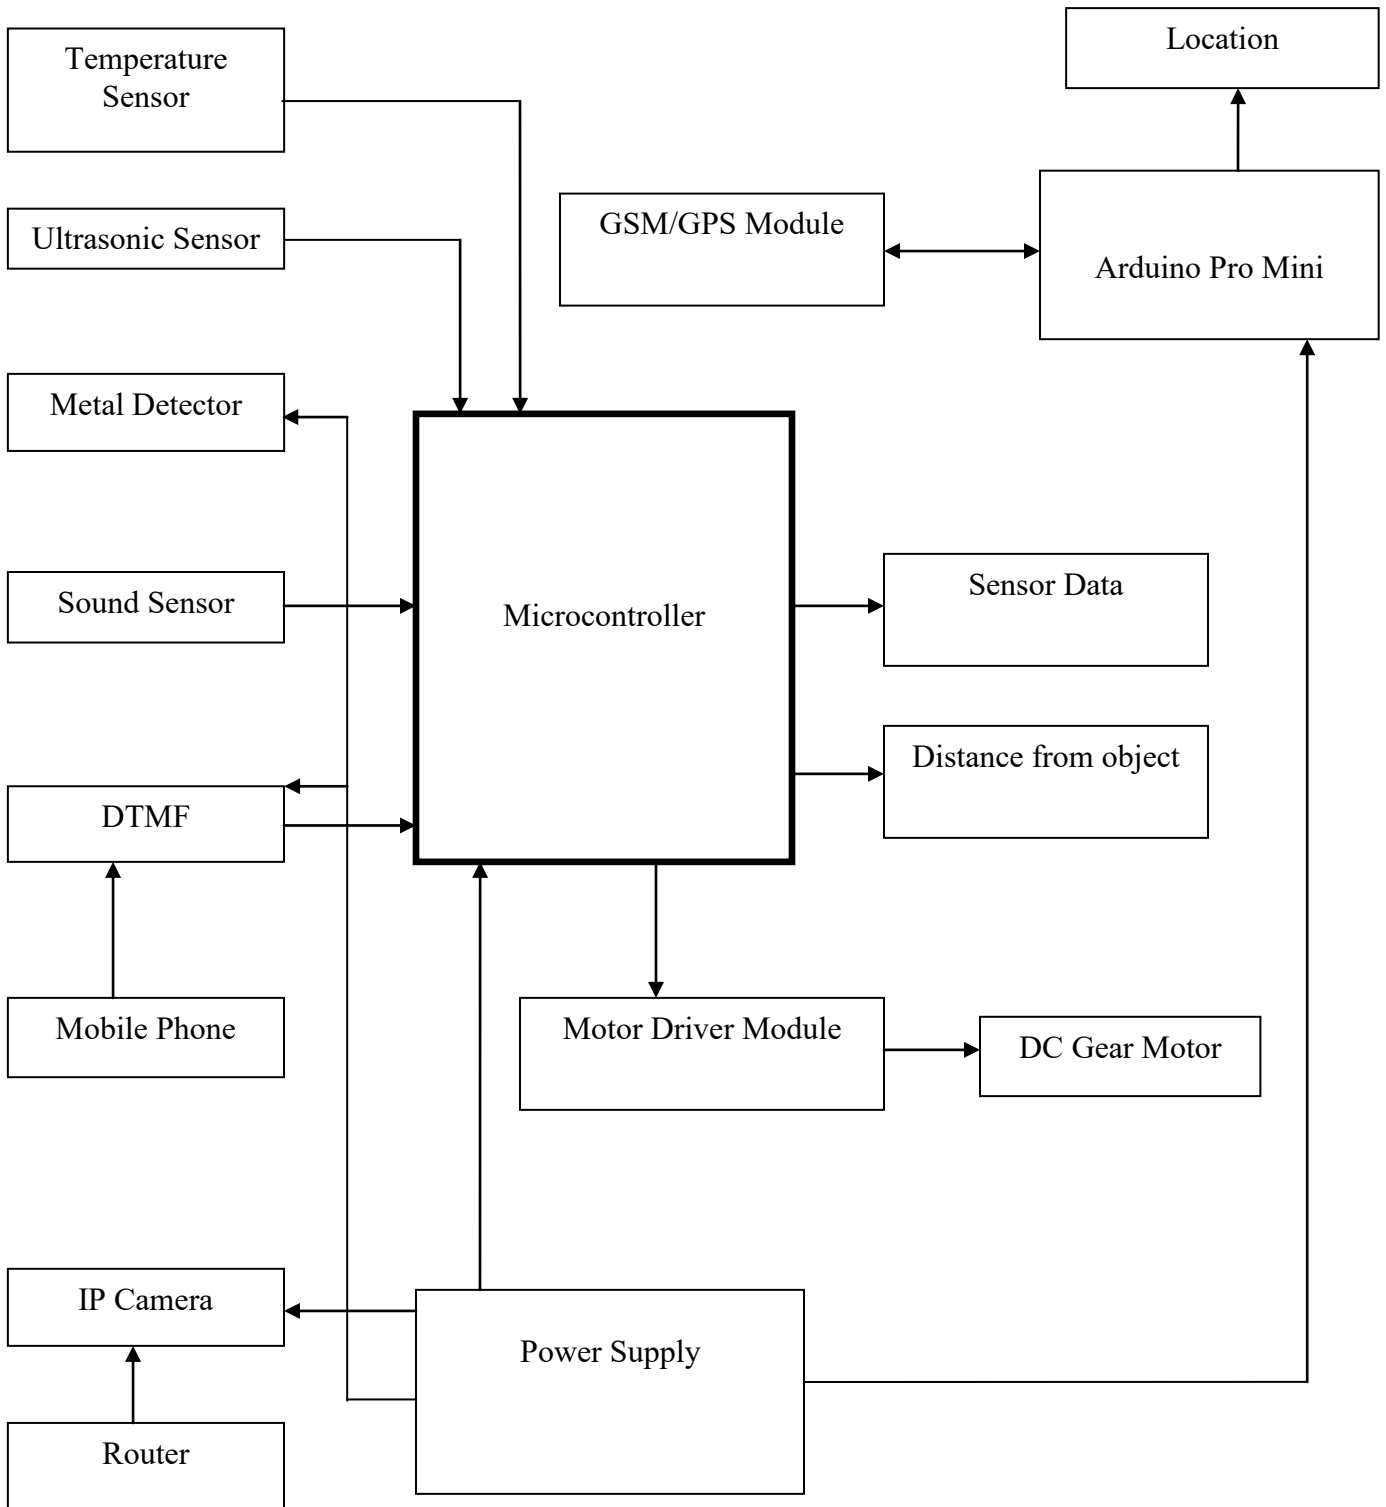 Location
Temperature
Sensor
Ultrasonic Sensor
GSM/GPS Module
Arduino Pro Mini
Metal Detector
Sound Sensor
Microcontroller
Sensor Data
Distance from object
DTMF
Mobile Phone
Motor Driver Module
DC Gear Motor
IP Camera
Power Supply
Router